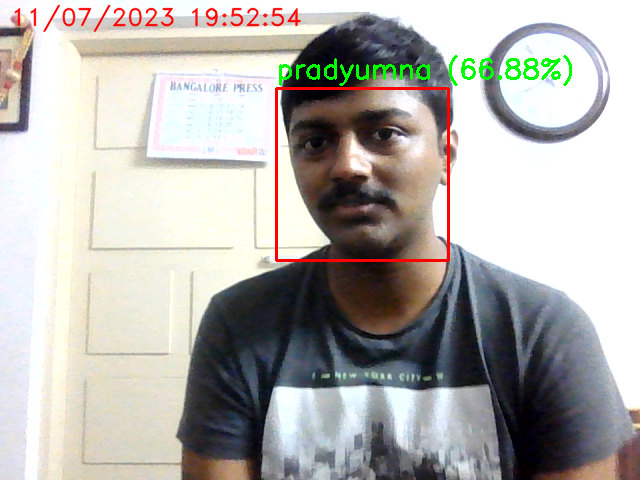 11/07/2023 19:52:54
pradyumna (66.88%)
BANGALORE PRESS
NEW YORK CITY